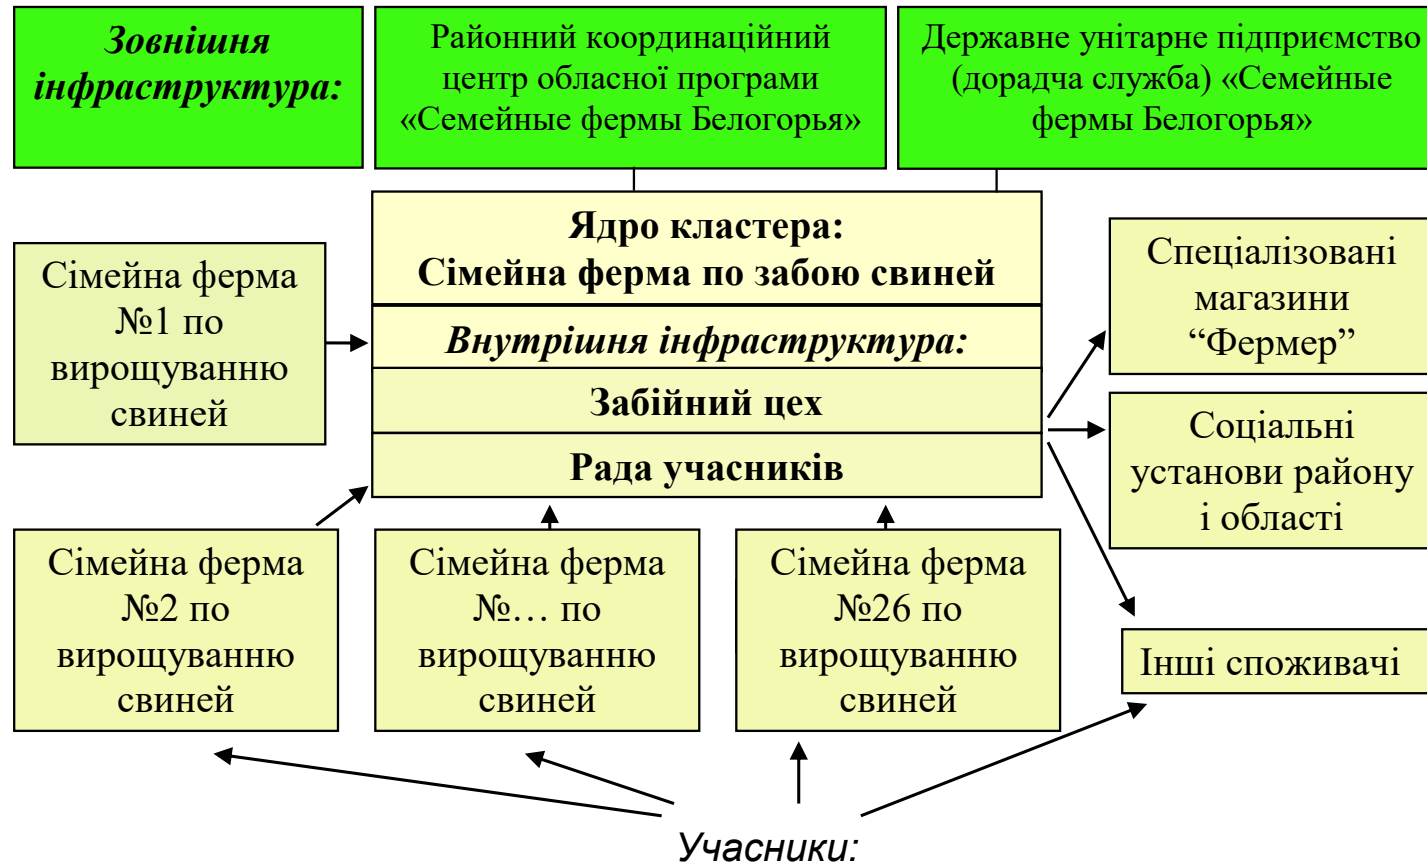 Зовнішня
інфраструктура:
Районний координаційний
центр обласної програми
«Семейные фермы Белогорья»
Державне унітарне підприємство
(дорадча служба) «Семейные
фермы Белогорья»
Ядро кластера:
Сімейна ферма по забою свиней
Внутрішня інфраструктура:
Забійний цех
Рада учасників
Сімейна ферма
№1 по
вирощуванню
свиней
Спеціалізовані
магазини
“Фермер”
Соціальні
установи району
і області
Сімейна ферма
№2 по
вирощуванню
свиней
Сімейна ферма
№… по
вирощуванню
свиней
Сімейна ферма
№26 по
вирощуванню
свиней
Інші споживачі
Учасники: